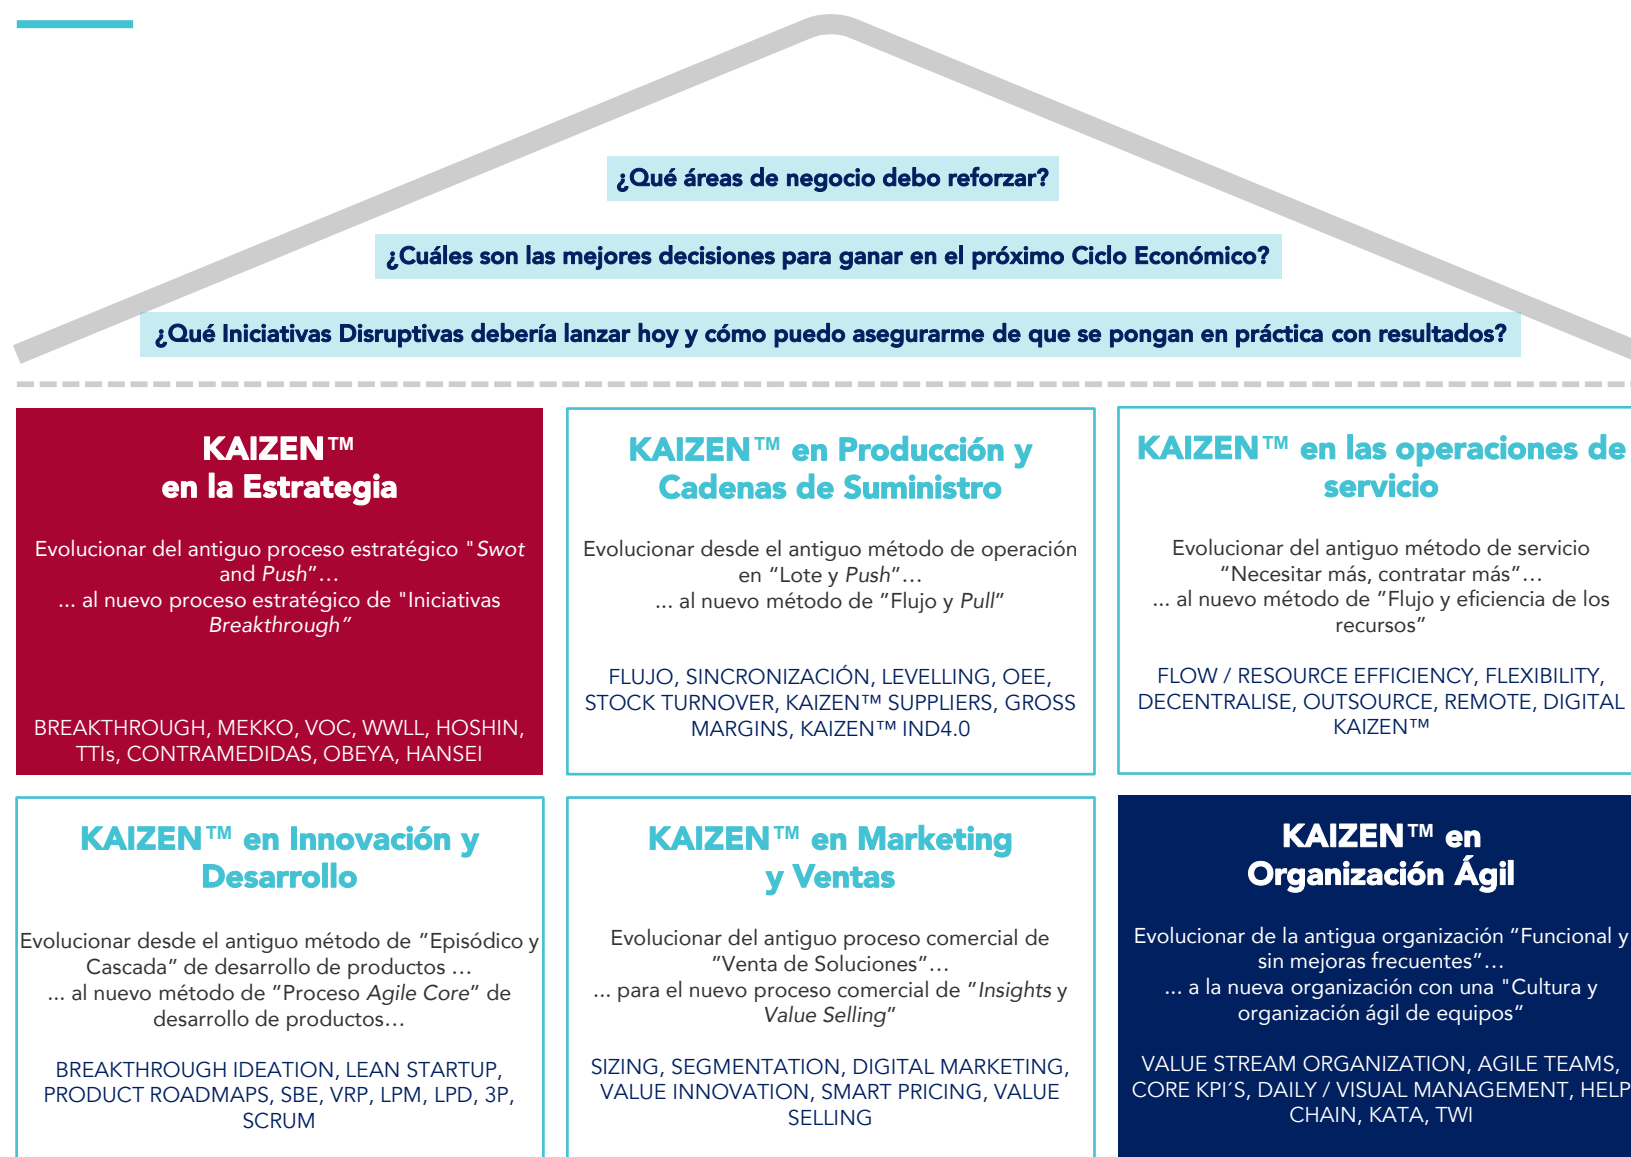 ¿Qué áreas de negocio debo reforzar?
¿Cuáles son las mejores decisiones para ganar en el próximo Ciclo Económico?
¿Qué Iniciativas Disruptivas debería lanzar hoy y cómo puedo asegurarme de que se pongan en práctica con resultados?
KAIZEN™
en la Estrategia
Evolucionar del antiguo proceso estratégico "Swot
and Push”…
... al nuevo proceso estratégico de "Iniciativas
Breakthrough”
BREAKTHROUGH, MEKKO, VOC, WWLL, HOSHIN,
TTIs, CONTRAMEDIDAS, OBEYA, HANSEI
KAIZEN™ en Producción y
Cadenas de Suministro
Evolucionar desde el antiguo método de operación
en “Lote y Push”…
... al nuevo método de “Flujo y Pull”
FLUJO, SINCRONIZACIÓN, LEVELLING, OEE,
STOCK TURNOVER, KAIZEN™ SUPPLIERS, GROSS
MARGINS, KAIZEN™ IND4.0
KAIZEN™ en las operaciones de
servicio
Evolucionar del antiguo método de servicio
“Necesitar más, contratar más”…
... al nuevo método de “Flujo y eficiencia de los
recursos”
FLOW / RESOURCE EFFICIENCY, FLEXIBILITY,
DECENTRALISE, OUTSOURCE, REMOTE, DIGITAL
KAIZEN™
KAIZEN™ en Innovación y
Desarrollo
Evolucionar desde el antiguo método de “Episódico y
Cascada” de desarrollo de productos …
... al nuevo método de “Proceso Agile Core” de
desarrollo de productos…
BREAKTHROUGH IDEATION, LEAN STARTUP,
PRODUCT ROADMAPS, SBE, VRP, LPM, LPD, 3P,
SCRUM
KAIZEN™ en Marketing
y Ventas
Evolucionar del antiguo proceso comercial de
“Venta de Soluciones”…
... para el nuevo proceso comercial de “Insights y
Value Selling”
SIZING, SEGMENTATION, DIGITAL MARKETING,
VALUE INNOVATION, SMART PRICING, VALUE
SELLING
KAIZEN™ en
Organización Ágil
Evolucionar de la antigua organización “Funcional y
sin mejoras frecuentes”…
... a la nueva organización con una "Cultura y
organización ágil de equipos“
VALUE STREAM ORGANIZATION, AGILE TEAMS,
CORE KPI´S, DAILY / VISUAL MANAGEMENT, HELP
CHAIN, KATA, TWI